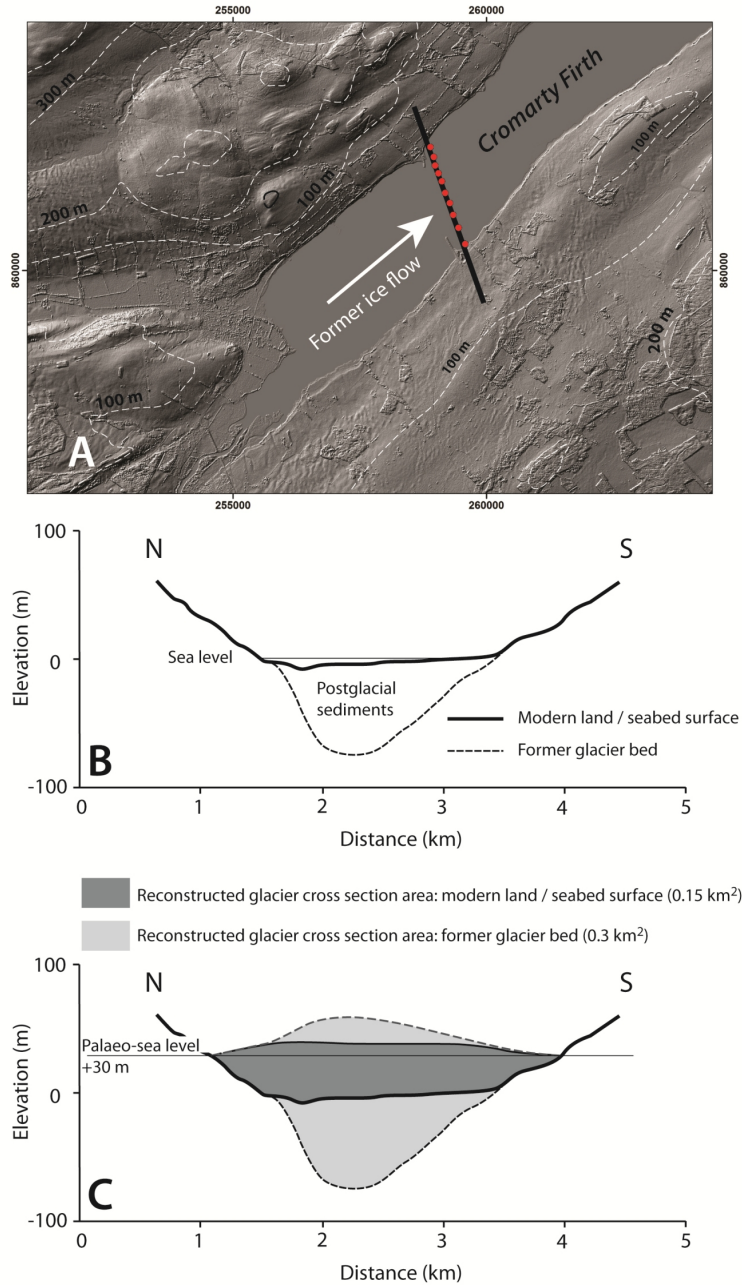 255000
260000
300 m
Cromarty Firth
100 m
200 m
100 m
860000
860000
Former ice flow
200 m
100 m
100 m
A
255000
260000
100
N
S
Elevation (m)
Sea level
0
Postglacial
sediments
Modern land / seabed surface
Former glacier bed
B
-100
0
1
2
3
4
5
Distance (km)
Reconstructed glacier cross section area: modern land / seabed surface (0.15 km²)
Reconstructed glacier cross section area: former glacier bed (0.3 km²)
100
N
S
Elevation (m)
Palaeo-sea level
+30 m
0
C
-100
0
1
2
3
4
5
Distance (km)